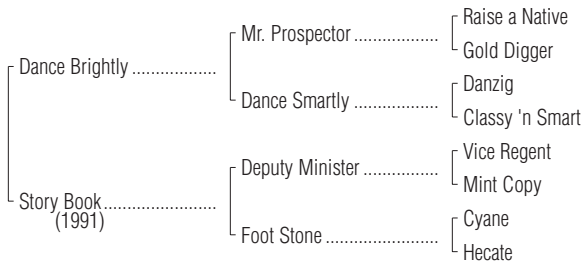 Raise a Native
Mr. Prospector ..................
Gold Digger
Dance Brightly ..................
Danzig
Dance Smartly ..................
Classy 'n Smart
Vice Regent
Deputy Minister ................
Mint Copy
Story Book........................
(1991)
Cyane
Foot Stone ........................
Hecate